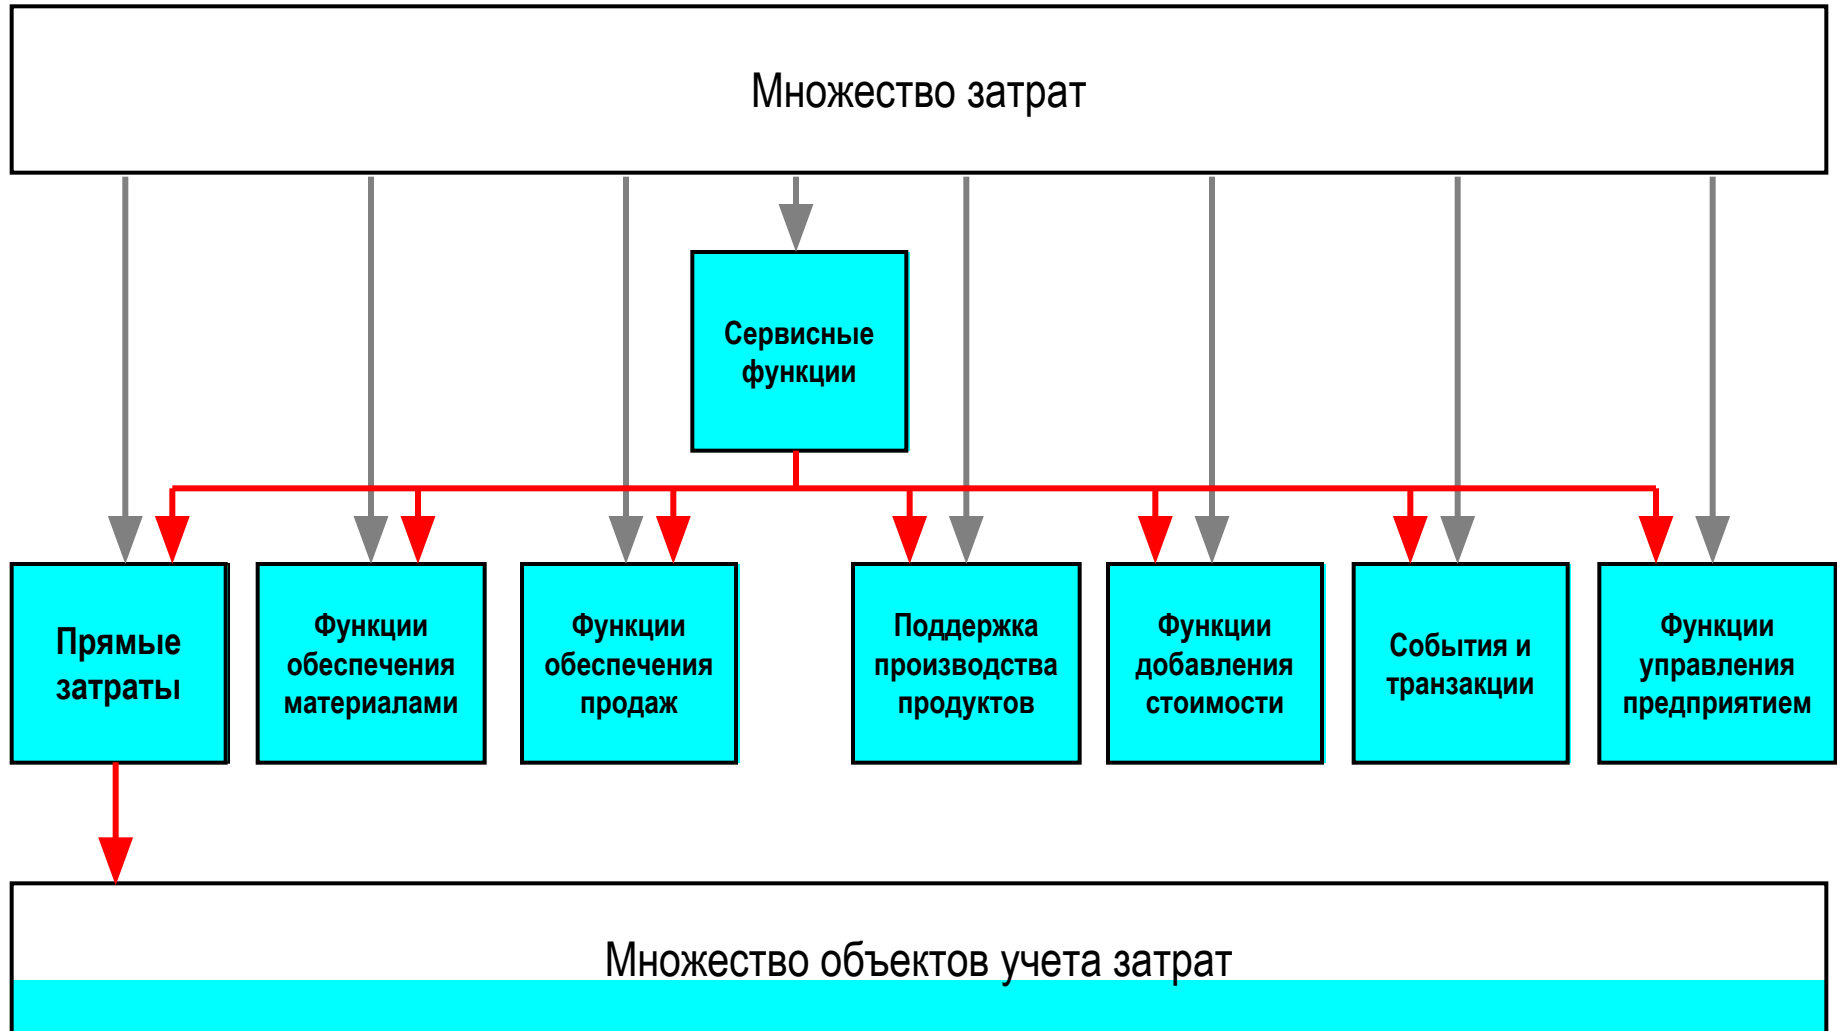 Множество затрат
Сервисные
функции
Прямые
затраты
Функции
обеспечения
материалами
Функции
обеспечения
продаж
Поддержка
производства
продуктов
Функции
добавления
стоимости
События и
транзакции
Функции
управления
предприятием
Множество объектов учета затрат